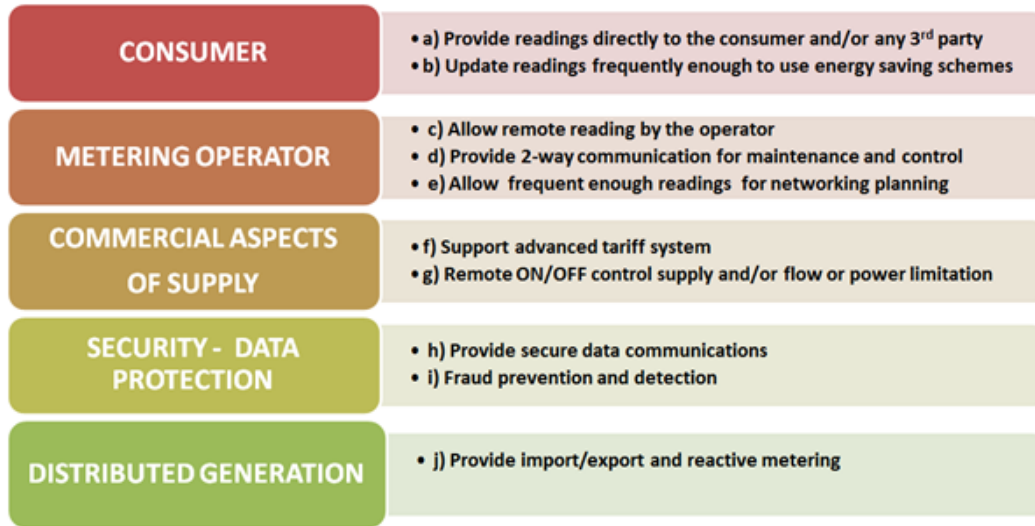 CONSUMER
• a) Provide readings directly to the consumer and/or any 3rd party
• b) Update readings frequently enough to use energy saving schemes
METERING OPERATOR
• c) Allow remote reading by the operator
• d) Provide 2-way communication for maintenance and control
• e) Allow frequent enough readings for networking planning
COMMERCIAL ASPECTS
OF SUPPLY
• f) Support advanced tariff system
• g) Remote ON/OFF control supply and/or flow or power limitation
SECURITY - DATA
PROTECTION
• h) Provide secure data communications
• i) Fraud prevention and detection
DISTRIBUTED GENERATION
• j) Provide import/export and reactive metering